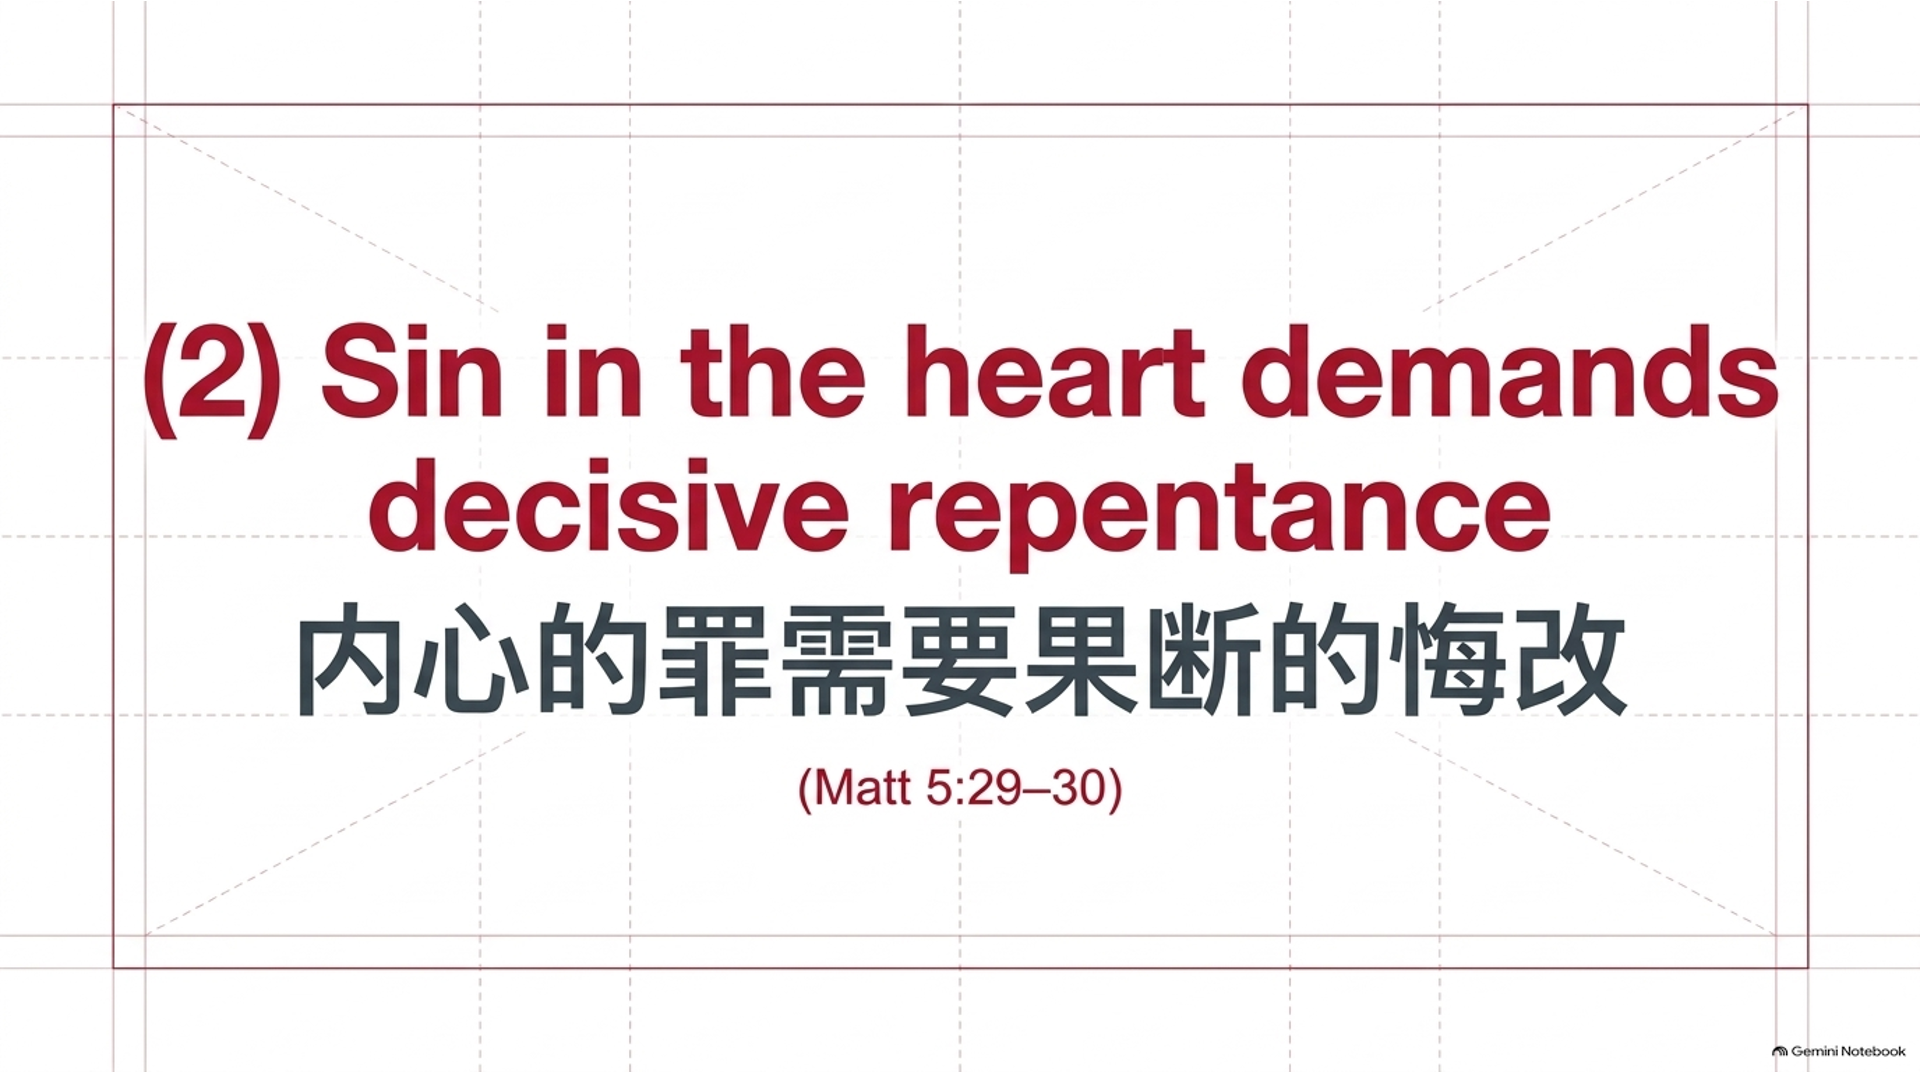 (2) Sin in the heart demands
decisive repentance
内心的罪需要果断的悔改
(Matt 5:29–30)
Gemini Notebook